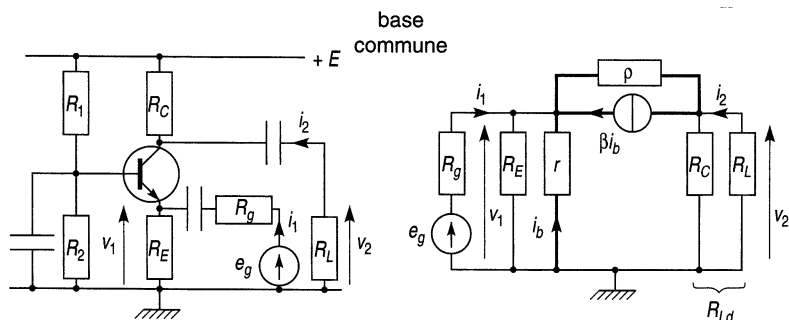 base
commune
+ E
R1
RC
i2
Rg
i1
R2
v1
RE
eg
RL
v2
ρ
i1
i2
βib
Rg
RE
r
RC
RL
v1
ib
v2
eg
RLd